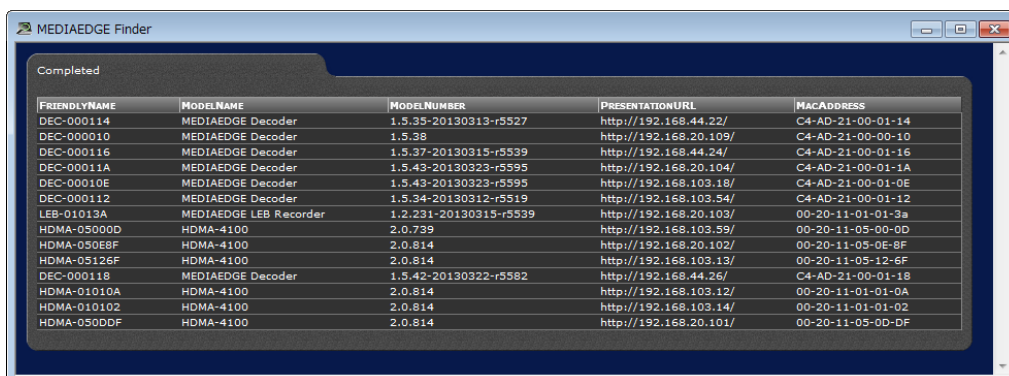 MEDIAEDGE Finder
Completed
FRIENDLYNAME MODELNAME MODELNUMBER PRESENTATIONURL MACADDRESS
DEC-000114 MEDIAEDGE Decoder 1.5.35-20130313-r5527 http://192.168.44.22/ C4-AD-21-00-01-14
DEC-000010 MEDIAEDGE Decoder 1.5.38 http://192.168.20.109/ C4-AD-21-00-00-10
DEC-000116 MEDIAEDGE Decoder 1.5.37-20130315-r5539 http://192.168.44.24/ C4-AD-21-00-01-16
DEC-00011A MEDIAEDGE Decoder 1.5.43-20130323-r5595 http://192.168.20.104/ C4-AD-21-00-01-1A
DEC-00010E MEDIAEDGE Decoder 1.5.43-20130323-r5595 http://192.168.103.18/ C4-AD-21-00-01-0E
DEC-000112 MEDIAEDGE Decoder 1.5.34-20130312-r5519 http://192.168.103.54/ C4-AD-21-00-01-12
LEB-01013A MEDIAEDGE LEB Recorder 1.2.231-20130315-r5539 http://192.168.20.103/ 00-20-11-01-01-3a
HDMA-05000D HDMA-4100 2.0.739 http://192.168.103.59/ 00-20-11-05-00-0D
HDMA-050E8F HDMA-4100 2.0.814 http://192.168.20.102/ 00-20-11-05-0E-8F
HDMA-05126F HDMA-4100 2.0.814 http://192.168.103.13/ 00-20-11-05-12-6F
DEC-000118 MEDIAEDGE Decoder 1.5.42-20130322-r5582 http://192.168.44.26/ C4-AD-21-00-01-18
HDMA-01010A HDMA-4100 2.0.814 http://192.168.103.12/ 00-20-11-01-01-0A
HDMA-010102 HDMA-4100 2.0.814 http://192.168.103.14/ 00-20-11-01-01-02
HDMA-050DDF HDMA-4100 2.0.814 http://192.168.20.101/ 00-20-11-05-0D-DF